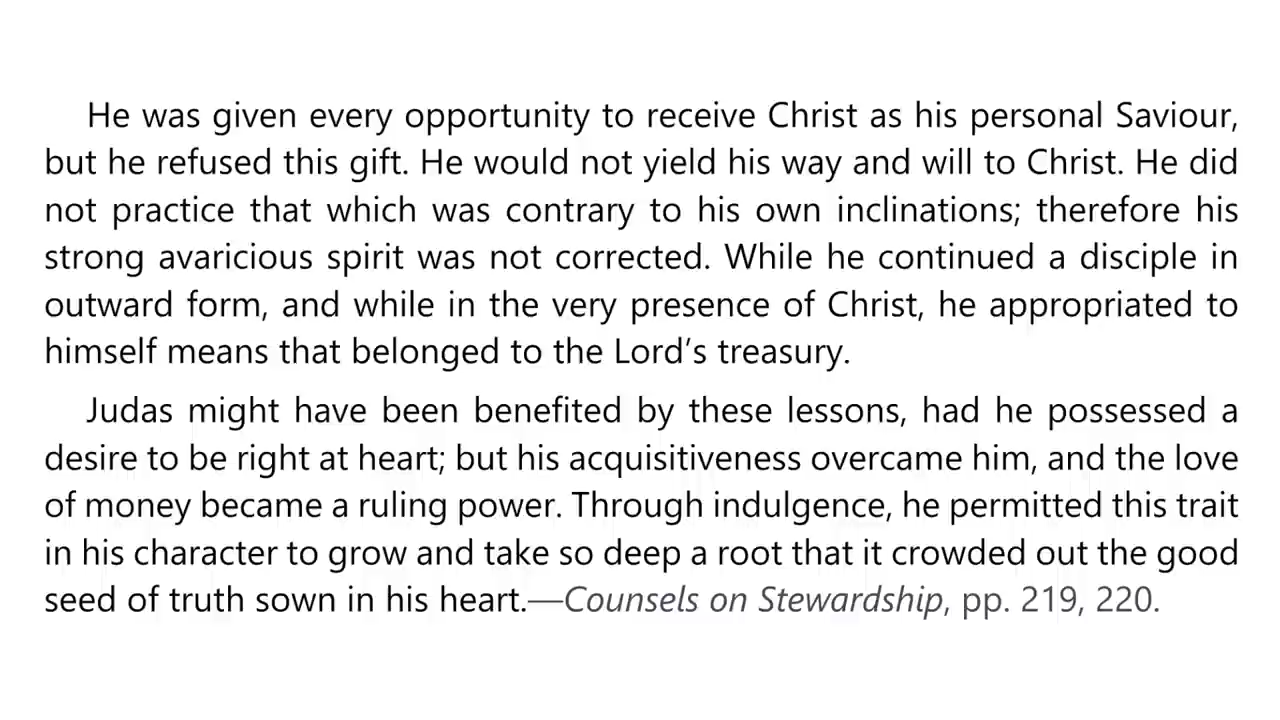 He was given every opportunity to receive Christ as his personal Saviour,
but he refused this gift. He would not yield his way and will to Christ. He did
not practice that which was contrary to his own inclinations; therefore his
strong avaricious spirit was not corrected. While he continued a disciple in
outward form, and while in the very presence of Christ, he appropriated to
himself means that belonged to the Lord’s treasury.
Judas might have been benefited by these lessons, had he possessed a
desire to be right at heart; but his acquisitiveness overcame him, and the love
of money became a ruling power. Through indulgence, he permitted this trait
in his character to grow and take so deep a root that it crowded out the good
seed of truth sown in his heart.—Counsels on Stewardship, pp. 219, 220.